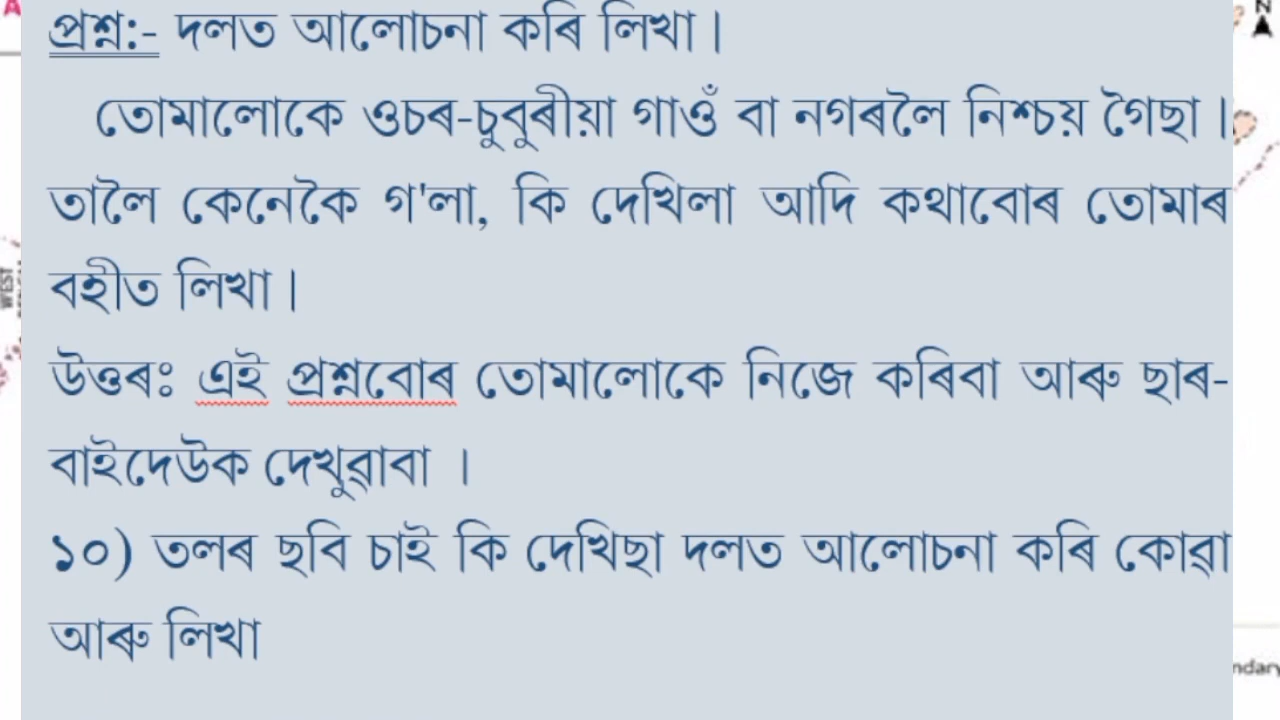 প্ৰশ্ন:- দলত আলোচনা কৰি লিখা।
তোমালোকে ওচৰ-চুবুৰীয়া গাওঁ বা নগৰলৈ নিশ্চয় গৈছা।
তালৈ কেনেকৈ গ'লা, কি দেখিলা আদি কথাবোৰ তোমাৰ
বহীত লিখা।
উত্তৰঃ এই প্ৰশ্নবোৰ তোমালোকে নিজে কৰিবা আৰু ছাৰ-
বাইদেউক দেখুৱাবা ।
১০) তলৰ ছবি চাই কি দেখিছা দলত আলোচনা কৰি কোৱা
আৰু লিখা
N
WEST